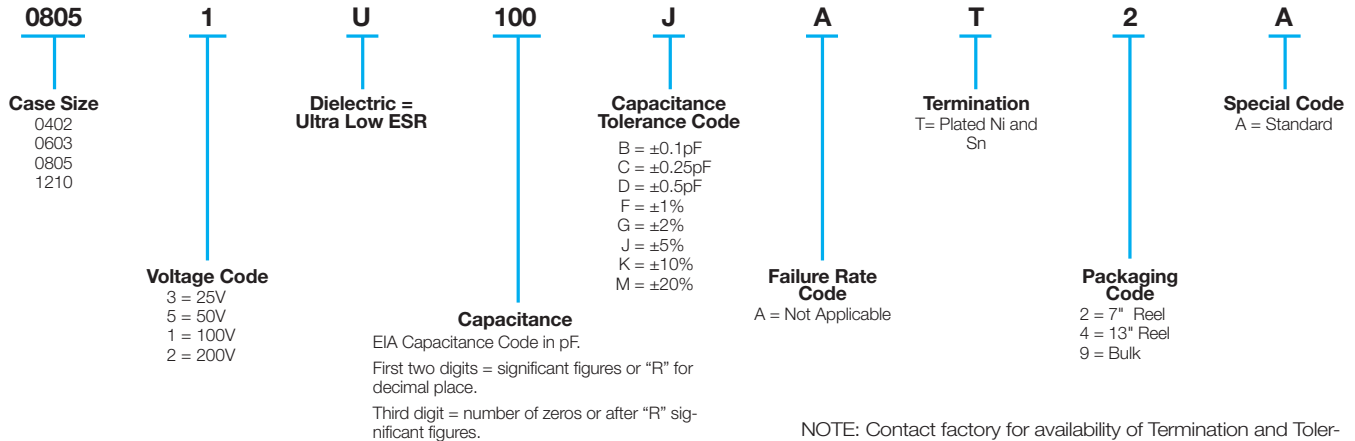 0805
1
U
100
J
A
T
2
A
Case Size
0402
0603
0805
1210
Dielectric =
Ultra Low ESR
Capacitance
Tolerance Code
B = ±0.1pF
C = ±0.25pF
D = ±0.5pF
F = ±1%
G = ±2%
J = ±5%
K = ±10%
M = ±20%
Termination
T= Plated Ni and
Sn
Special Code
A = Standard
Voltage Code
3 = 25V
5 = 50V
1 = 100V
2 = 200V
Capacitance
EIA Capacitance Code in pF.
First two digits = significant figures or “R” for
decimal place.
Third digit = number of zeros or after “R” sig-
nificant figures.
Failure Rate
Code
A = Not Applicable
Packaging
Code
2 = 7" Reel
4 = 13" Reel
9 = Bulk
NOTE: Contact factory for availability of Termination and Toler-